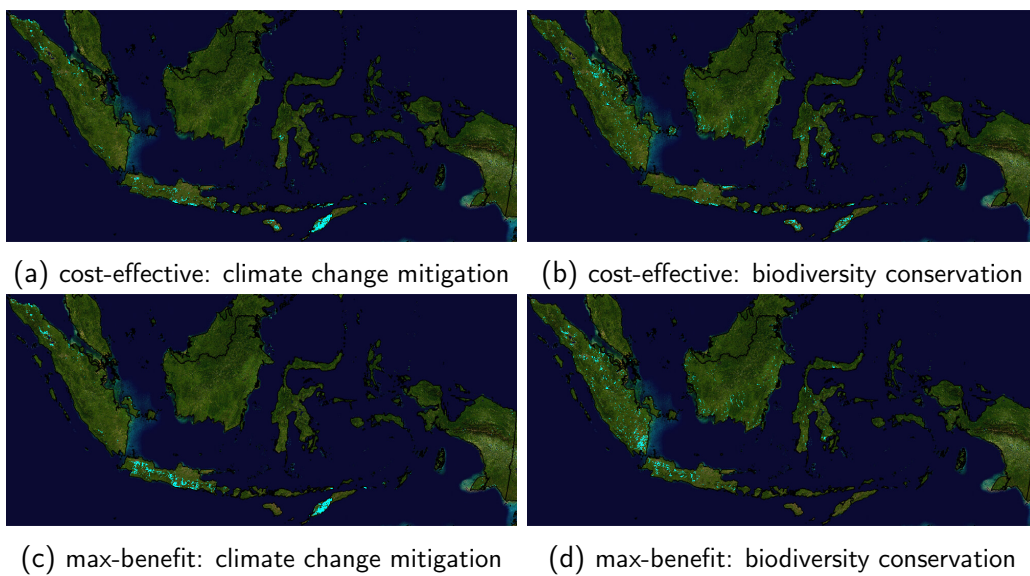 (a) cost-effective: climate change mitigation
(b) cost-effective: biodiversity conservation
(c) max-benefit: climate change mitigation
(d) max-benefit: biodiversity conservation